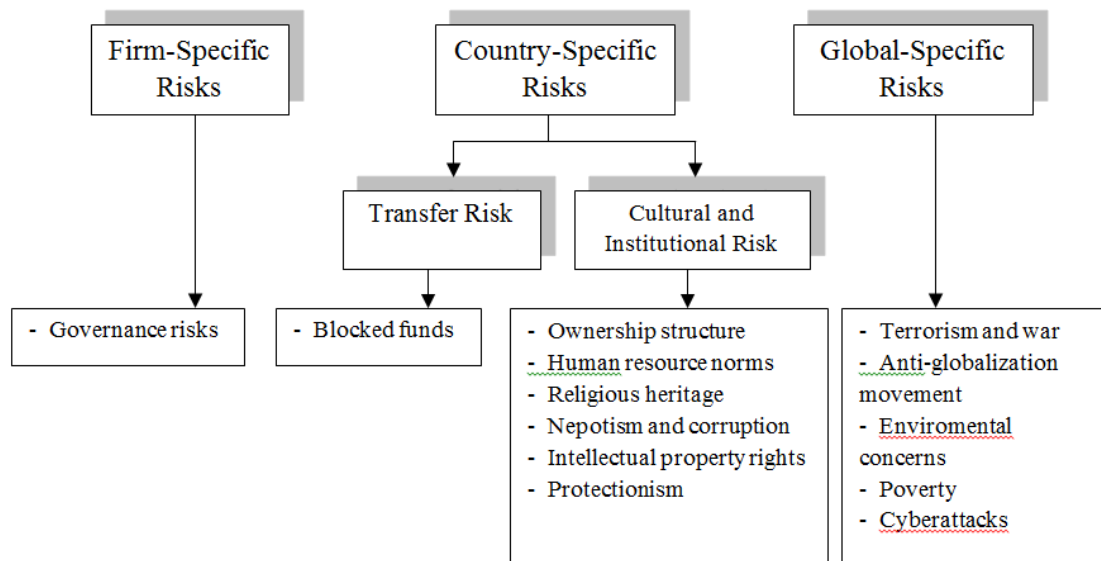 Firm-Specific
Risks
Country-Specific
Risks
Global-Specific
Risks
Transfer Risk
Cultural and
Institutional Risk
- Governance risks
- Blocked funds
- Ownership structure
- Human resource norms
- Religious heritage
- Nepotism and corruption
- Intellectual property rights
- Protectionism
- Terrorism and war
- Anti-globalization
movement
- Enviromental
concerns
- Poverty
- Cyberattacks